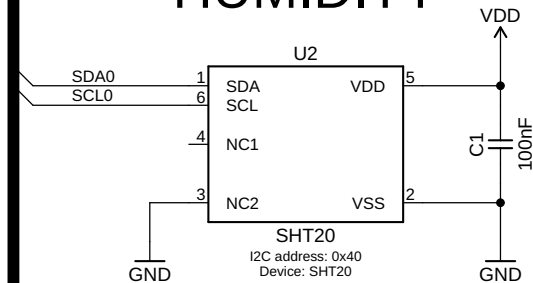 HUMIDITY
VDD
U2
SDA0
1
SDA
VDD
5
SCL0
6
SCL
4
NC1
C1
100nF
3
NC2
VSS
2
SHT20
I2C address: 0x40
Device: SHT20
GND
GND